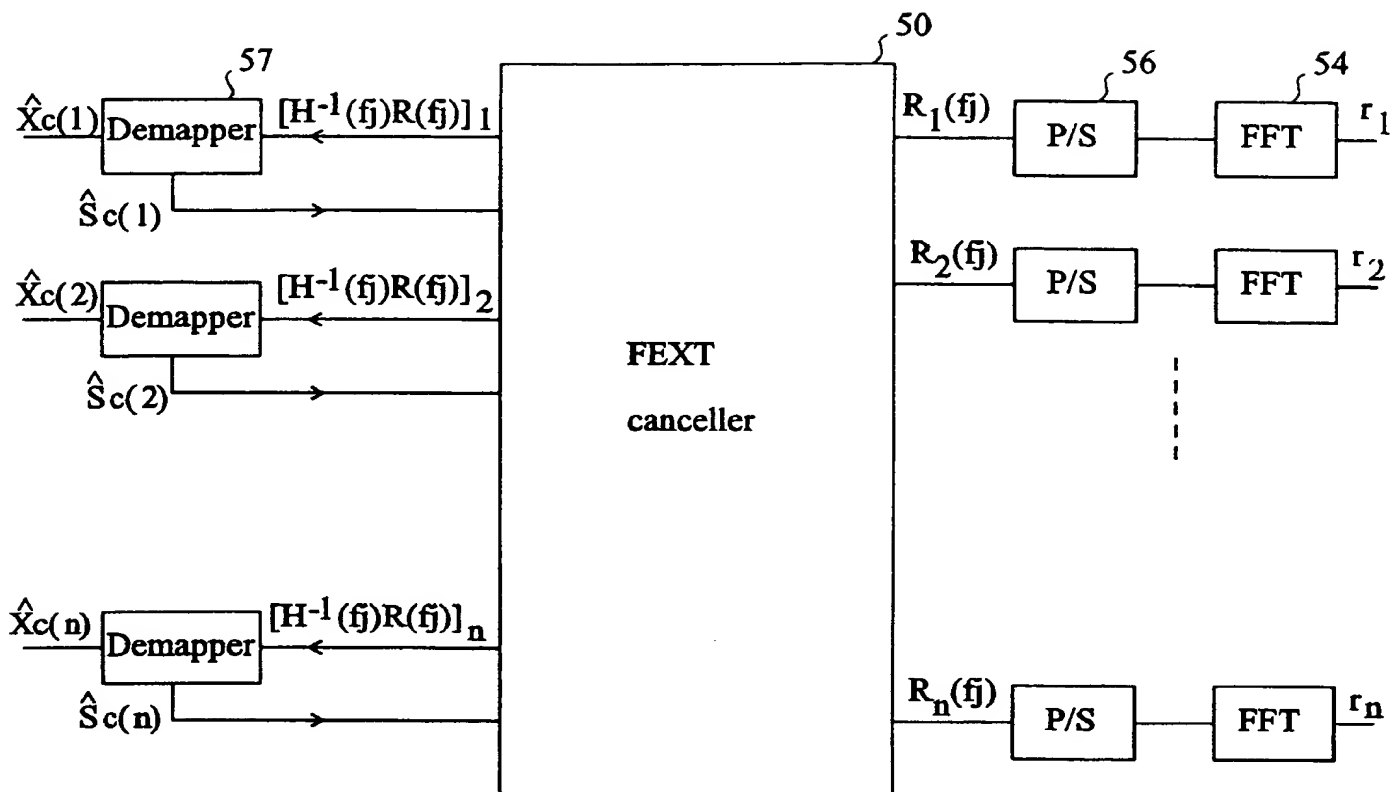 57
50
56
54
X̂c(1)
Demapper
[H⁻¹(fj)R(fj)]₁
R₁(fj)
P/S
FFT
r₁
Ŝc(1)
X̂c(2)
Demapper
[H⁻¹(fj)R(fj)]₂
R₂(fj)
P/S
FFT
r₂
Ŝc(2)
FEXT
canceller
X̂c(n)
Demapper
[H⁻¹(fj)R(fj)]ₙ
Rₙ(fj)
P/S
FFT
rₙ
Ŝc(n)